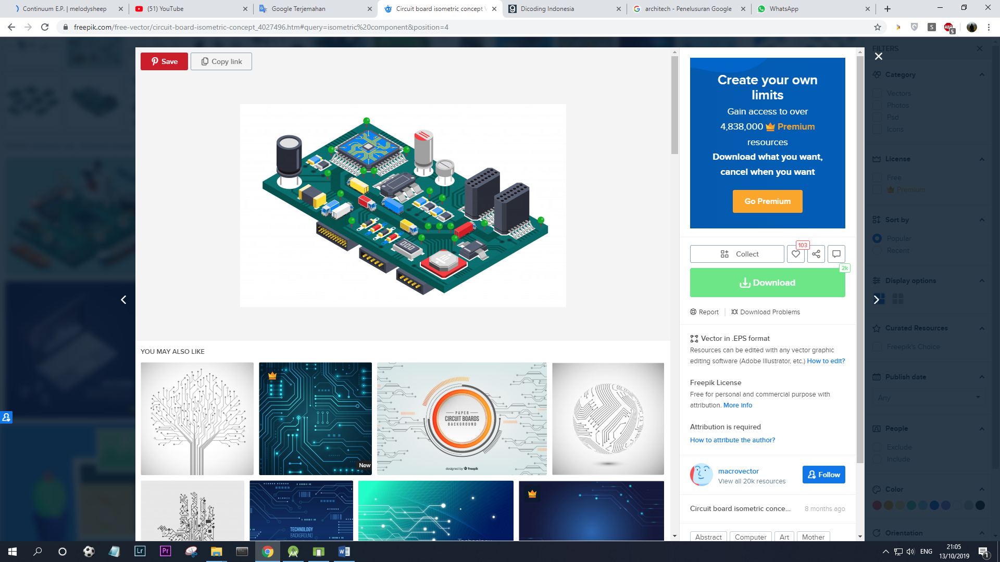 Continuum E.P. | melodysheep
(51) YouTube
Google Terjemahan
Circuit board isometric concept
Dicoding Indonesia
architech - Penelusuran Google
WhatsApp
freepik.com/free-vector/circuit-board-isometric-concept_4027496.htm#query=isometric%20component&position=4
S
ABP
5
Save
Copy link
000
Create your own
limits
Gain access to over
4,838,000 Premium
resources
Download what you want,
cancel when you want
Go Premium
Collect
103
2k
Download
Report
Download Problems
Vector in .EPS format
Resources can be edited with any vector graphic
editing software (Adobe Illustrator, etc.) How to edit?
Freepik License
Free for personal and commercial purpose with
attribution. More info
Attribution is required
How to attribute the author?
macrovector
View all 20k resources
Follow
Circuit board isometric conce...
8 months ago
Abstract
Computer
Art
Mother
YOU MAY ALSO LIKE
New
PAPER
CIRCUIT BOARDS
BACKGROUND
designed by freepik
TECHNOLOGY
BACKGROUND
Technology
FILTERS
Category
Vectors
Photos
Psd
Icons
License
Free
Premium
Sort by
Popular
Recent
Display options
Curated Resources
Freepik's Choice
Publish date
Any
People
Exclude
Include
Color
Orientation
Lr
Pr
ENG
21:05
13/10/2019
1